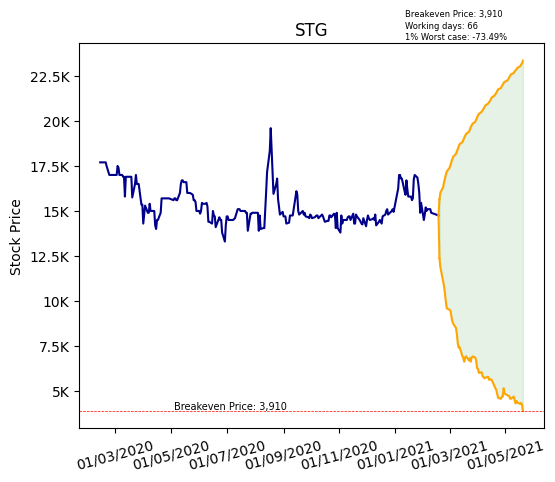 Breakeven Price: 3,910
Working days: 66
1% Worst case: -73.49%
STG
Stock Price
22.5K
20K
17.5K
15K
12.5K
10K
7.5K
5K
Breakeven Price: 3,910
01/03/2020
01/05/2020
01/07/2020
01/09/2020
01/11/2020
01/01/2021
01/03/2021
01/05/2021